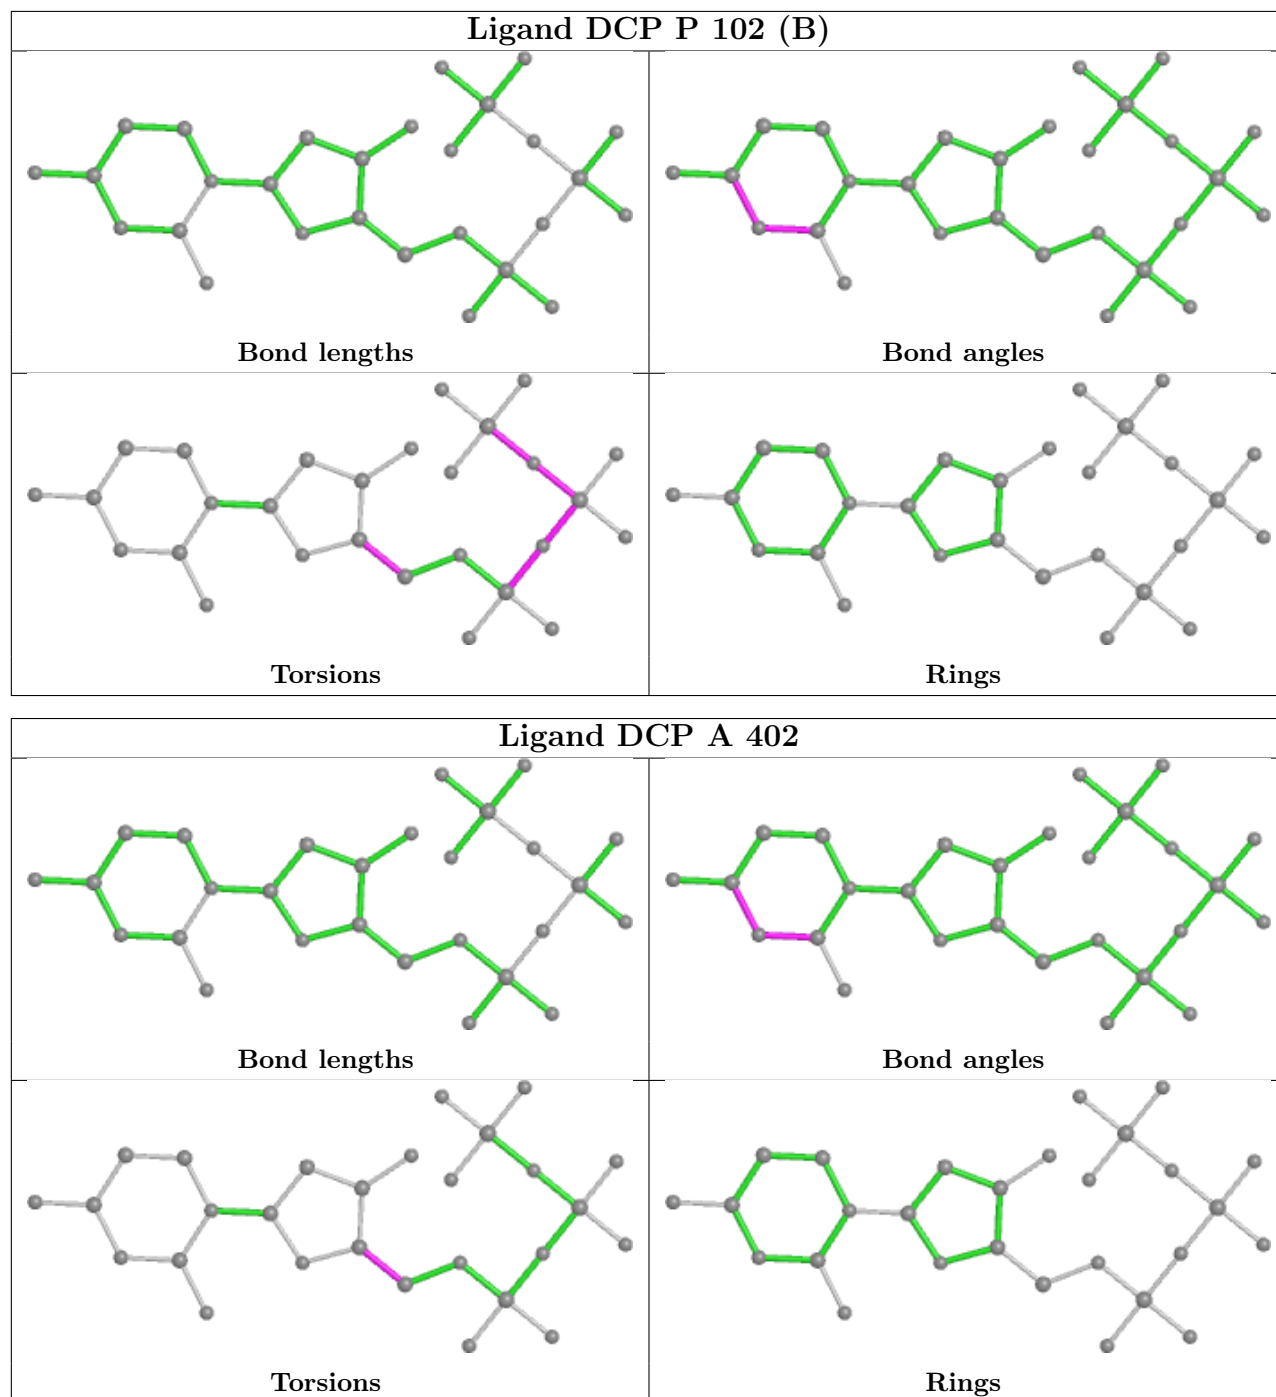 Ligand DCP P 102 (B)
Bond lengths
Bond angles
Torsions
Rings
Ligand DCP A 402
Bond lengths
Bond angles
Torsions
Rings